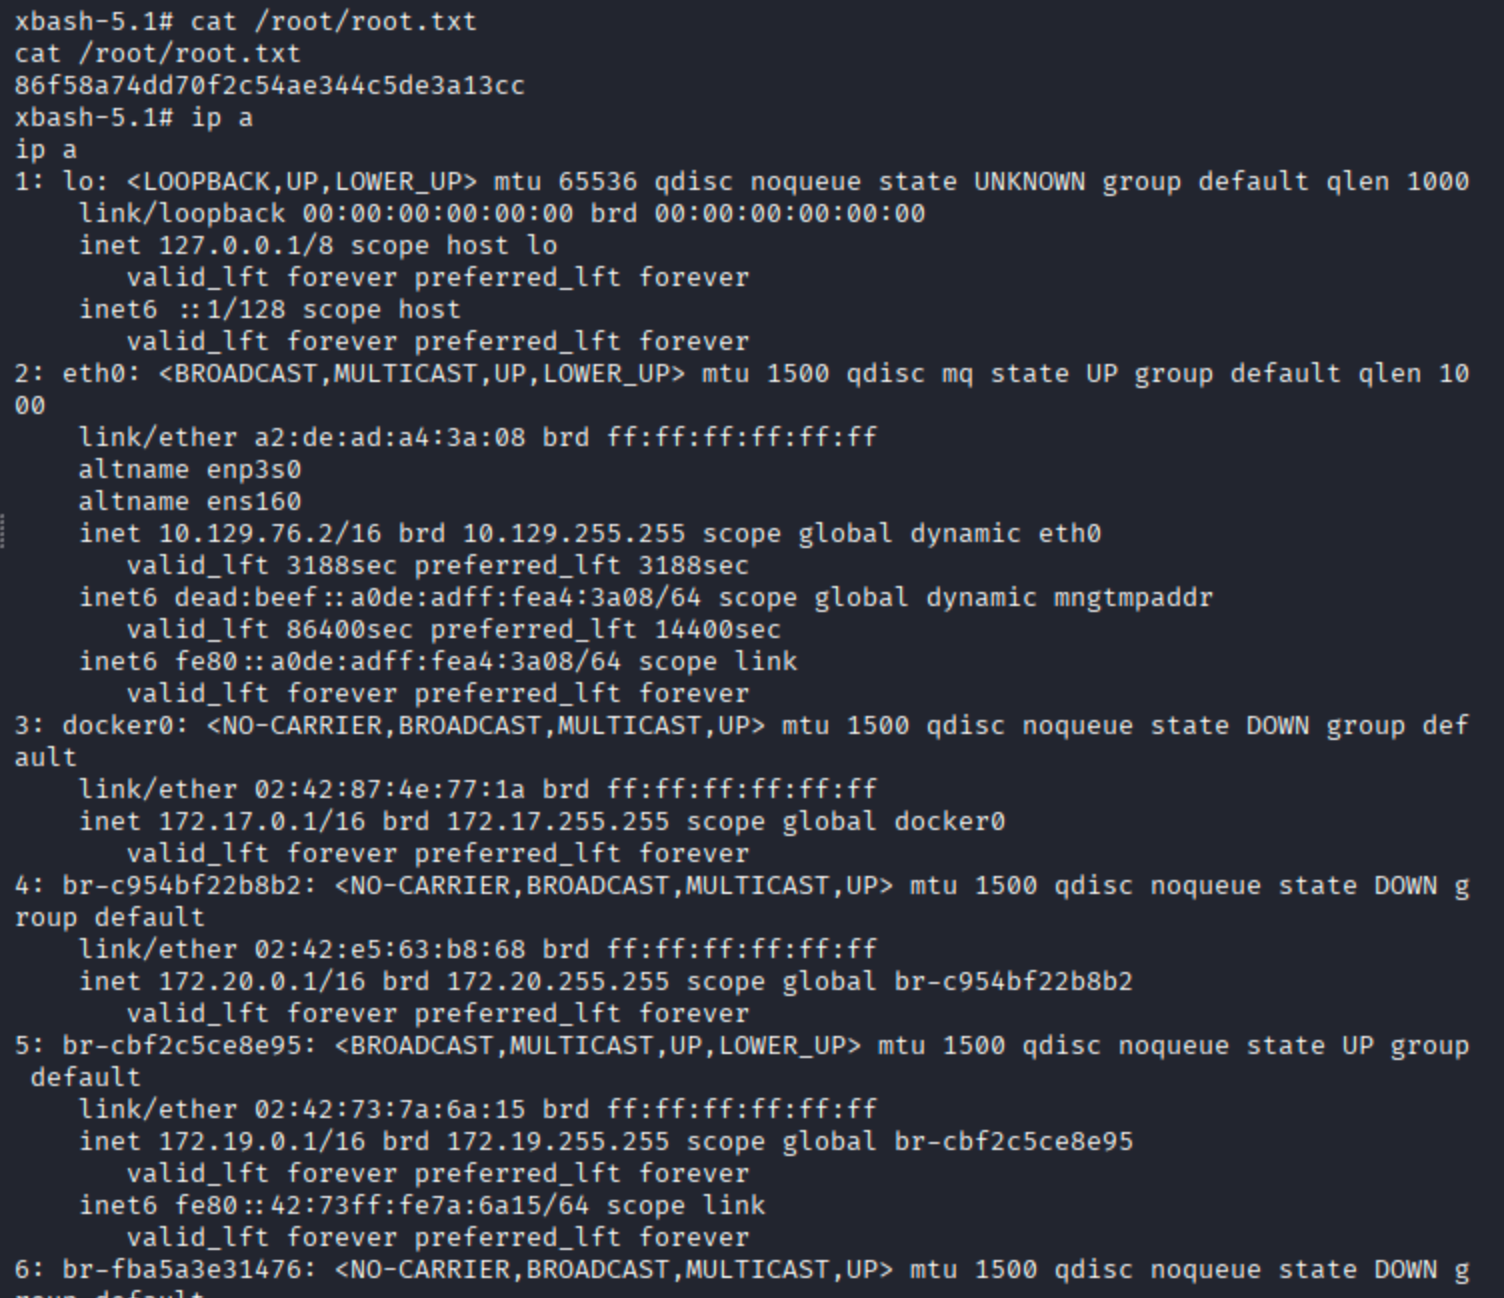 xbash-5.1# cat /root/root.txt
cat /root/root.txt
86f58a74dd70f2c54ae344c5de3a13cc
xbash-5.1# ip a
ip a
1: lo: <LOOPBACK,UP,LOWER_UP> mtu 65536 qdisc noqueue state UNKNOWN group default qlen 1000
    link/loopback 00:00:00:00:00:00 brd 00:00:00:00:00:00
    inet 127.0.0.1/8 scope host lo
       valid_lft forever preferred_lft forever
    inet6 ::1/128 scope host
       valid_lft forever preferred_lft forever
2: eth0: <BROADCAST,MULTICAST,UP,LOWER_UP> mtu 1500 qdisc mq state UP group default qlen 10
00
    link/ether a2:de:ad:a4:3a:08 brd ff:ff:ff:ff:ff:ff
    altname enp3s0
    altname ens160
    inet 10.129.76.2/16 brd 10.129.255.255 scope global dynamic eth0
       valid_lft 3188sec preferred_lft 3188sec
    inet6 dead:beef::a0de:adff:fea4:3a08/64 scope global dynamic mngtmpaddr
       valid_lft 86400sec preferred_lft 14400sec
    inet6 fe80::a0de:adff:fea4:3a08/64 scope link
       valid_lft forever preferred_lft forever
3: docker0: <NO-CARRIER,BROADCAST,MULTICAST,UP> mtu 1500 qdisc noqueue state DOWN group def
ault
    link/ether 02:42:87:4e:77:1a brd ff:ff:ff:ff:ff:ff
    inet 172.17.0.1/16 brd 172.17.255.255 scope global docker0
       valid_lft forever preferred_lft forever
4: br-c954bf22b8b2: <NO-CARRIER,BROADCAST,MULTICAST,UP> mtu 1500 qdisc noqueue state DOWN g
roup default
    link/ether 02:42:e5:63:b8:68 brd ff:ff:ff:ff:ff:ff
    inet 172.20.0.1/16 brd 172.20.255.255 scope global br-c954bf22b8b2
       valid_lft forever preferred_lft forever
5: br-cbf2c5ce8e95: <BROADCAST,MULTICAST,UP,LOWER_UP> mtu 1500 qdisc noqueue state UP group
 default
    link/ether 02:42:73:7a:6a:15 brd ff:ff:ff:ff:ff:ff
    inet 172.19.0.1/16 brd 172.19.255.255 scope global br-cbf2c5ce8e95
       valid_lft forever preferred_lft forever
    inet6 fe80::42:73ff:fe7a:6a15/64 scope link
       valid_lft forever preferred_lft forever
6: br-fba5a3e31476: <NO-CARRIER,BROADCAST,MULTICAST,UP> mtu 1500 qdisc noqueue state DOWN g